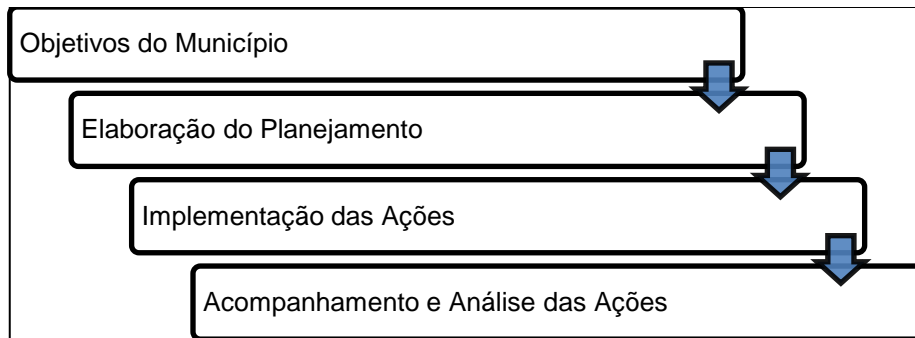 Objetivos do Município
Elaboração do Planejamento
Implementação das Ações
Acompanhamento e Análise das Ações